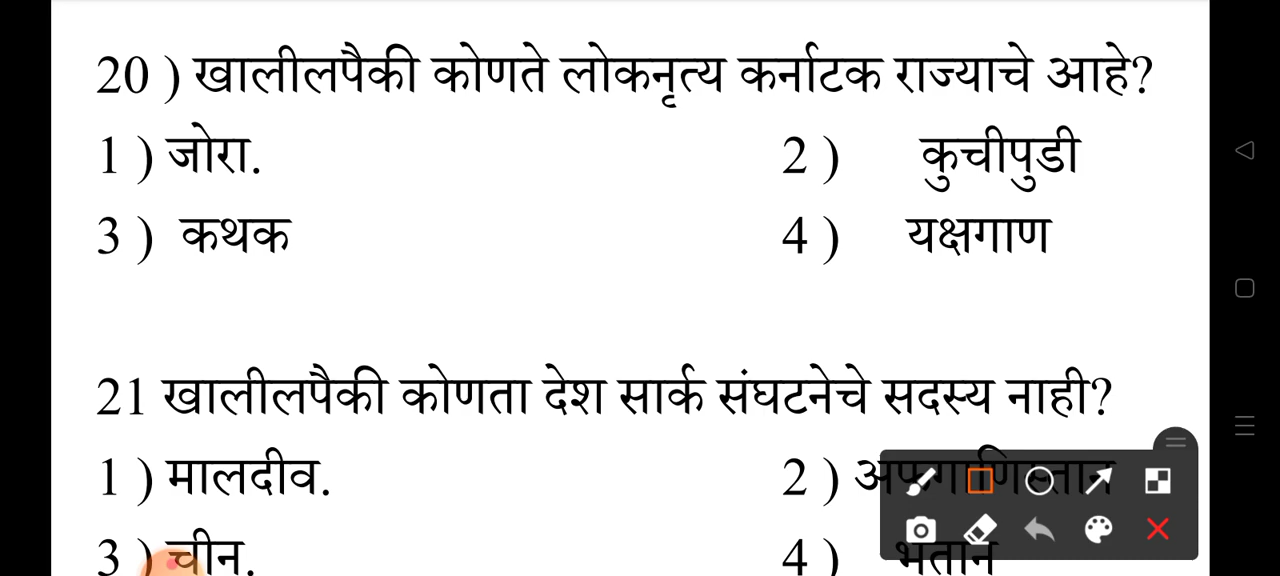 20 ) खालीलपैकी कोणते लोकनृत्य कर्नाटक राज्याचे आहे?
1 ) जोरा. 2 ) कुचीपुडी
3 ) कथक 4 ) यक्षगाण
21 खालीलपैकी कोणता देश सार्क संघटनेचे सदस्य नाही?
1 ) मालदीव. 2 ) अफगाणिस्तान
3 ) चीन. 4 )